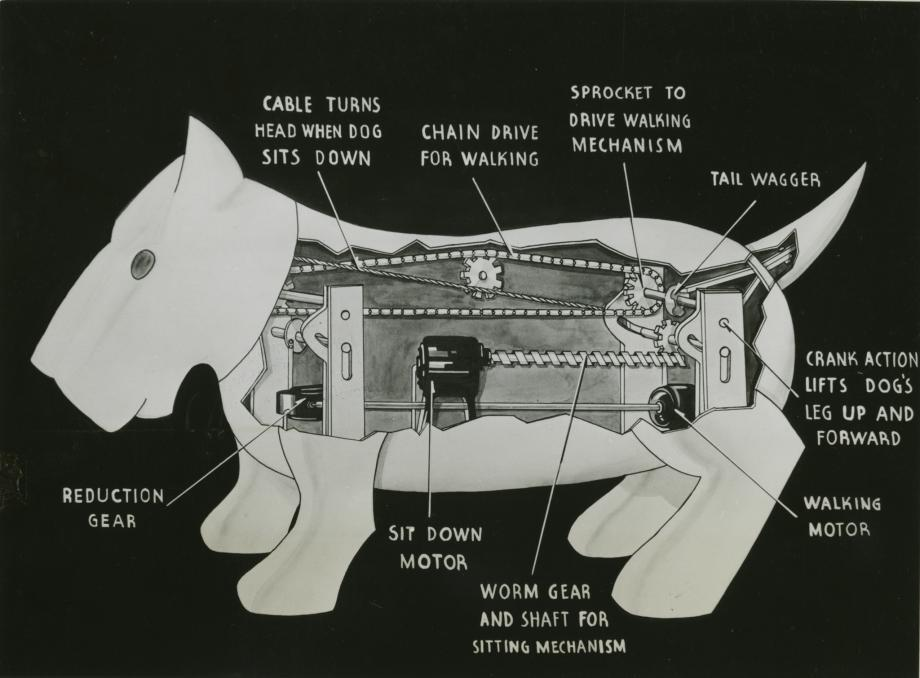 CABLE TURNS
HEAD WHEN DOG
SITS DOWN
CHAIN DRIVE
FOR WALKING
SPROCKET TO
DRIVE WALKING
MECHANISM
TAIL WAGGER
CRANK ACTION
LIFTS DOG'S
LEG UP AND
FORWARD
WALKING
MOTOR
WORM GEAR
AND SHAFT FOR
SITTING MECHANISM
SIT DOWN
MOTOR
REDUCTION
GEAR